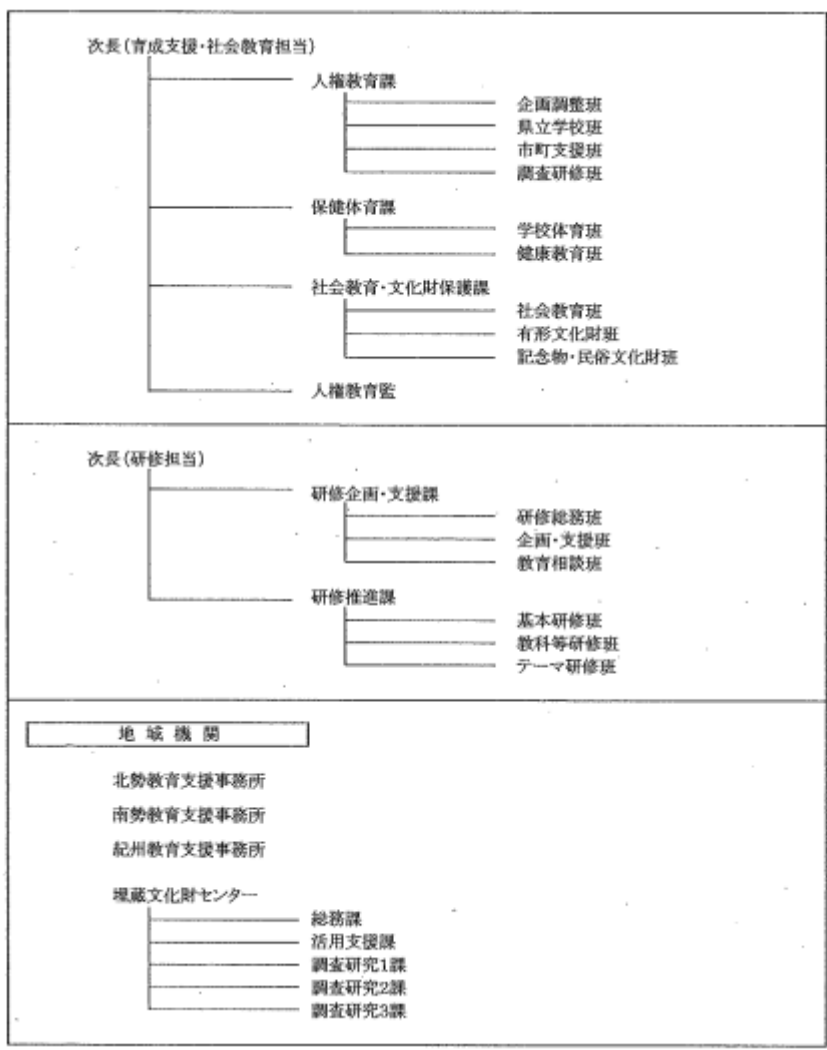 次長(育成支援・社会教育担当)
人権教育課
企画調整班
県立学校班
市町支援班
調査研修班
保健体育課
学校体育班
健康教育班
社会教育・文化財保護課
社会教育班
有形文化財班
記念物・民俗文化財班
人権教育監
次長(研修担当)
研修企画・支援課
研修総務班
企画・支援班
教育相談班
研修推進課
基本研修班
教科等研修班
テーマ研修班
地域機関
北勢教育支援事務所
南勢教育支援事務所
紀州教育支援事務所
埋蔵文化財センター
総務課
活用支援課
調査研究1課
調査研究2課
調査研究3課